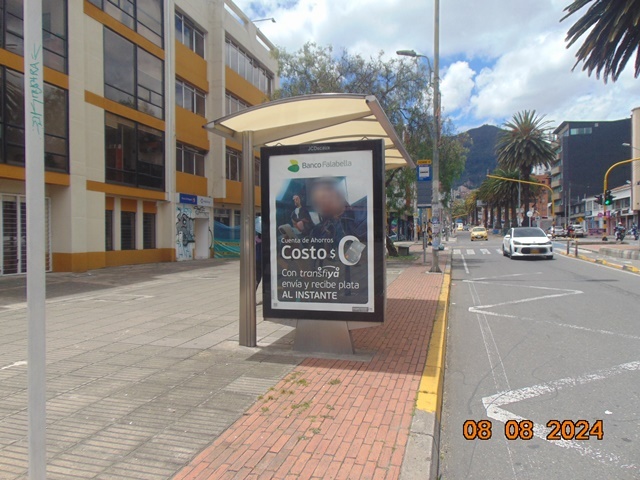 JCDecaux
Banco Falabella
Cuenta de Ahorros
Costo $0
Con transfiya
envía y recibe plata
AL INSTANTE
08 08 2024